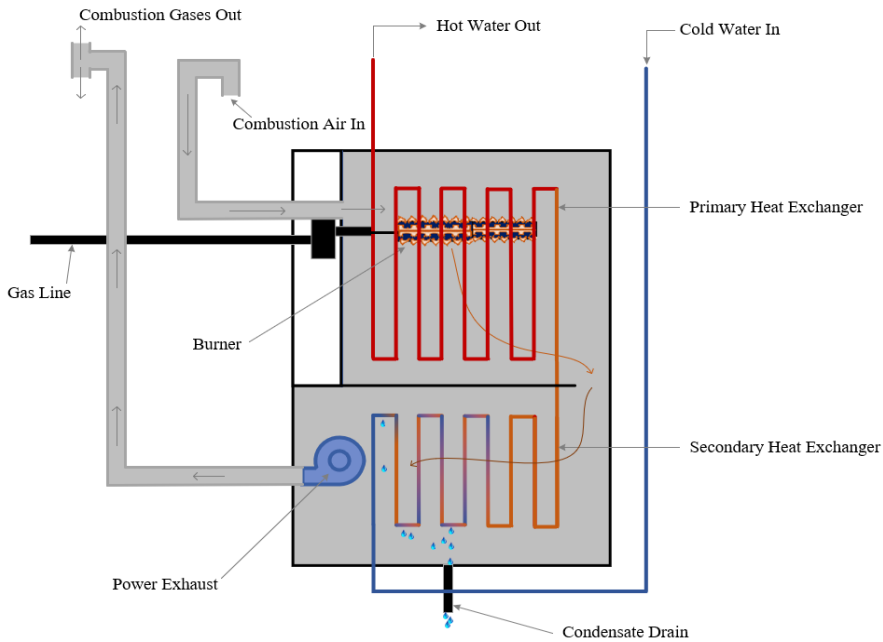 Combustion Gases Out
Hot Water Out
Cold Water In
Combustion Air In
Primary Heat Exchanger
Gas Line
Burner
Secondary Heat Exchanger
Power Exhaust
Condensate Drain